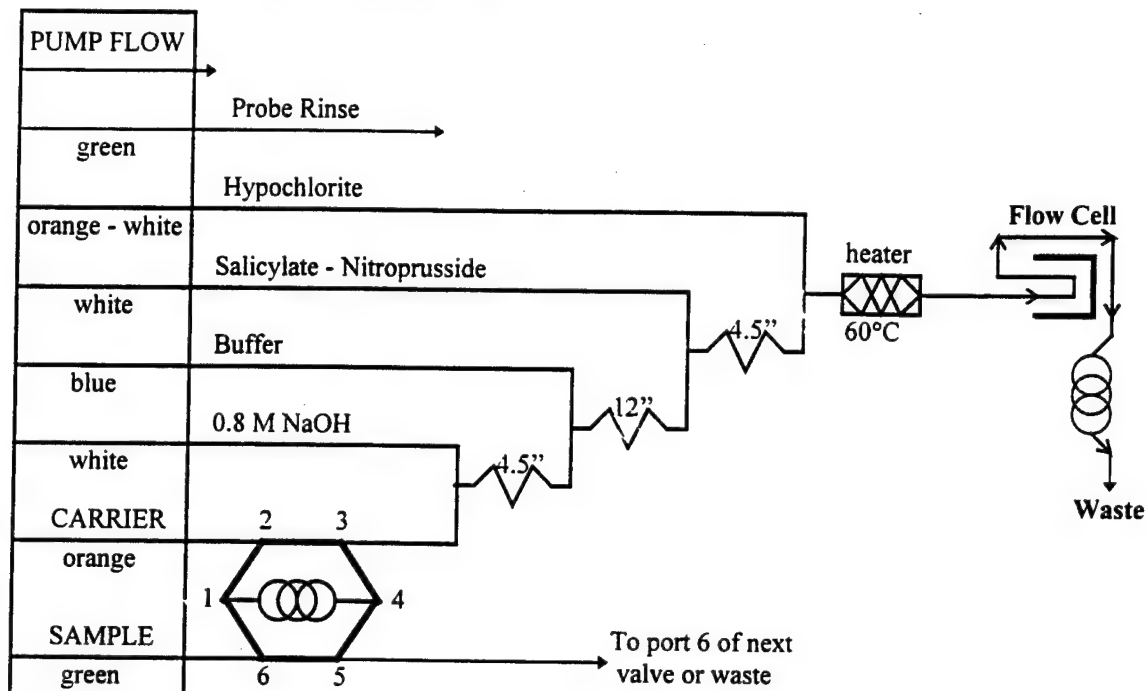 PUMP FLOW
Probe Rinse
green
Hypochlorite
orange - white
Salicylate - Nitroprusside
white
Buffer
blue
0.8 M NaOH
white
CARRIER
orange
SAMPLE
green
4.5”
12”
4.5”
heater
60°C
Flow Cell
Waste
2 3
1 4
6 5
To port 6 of next
valve or waste